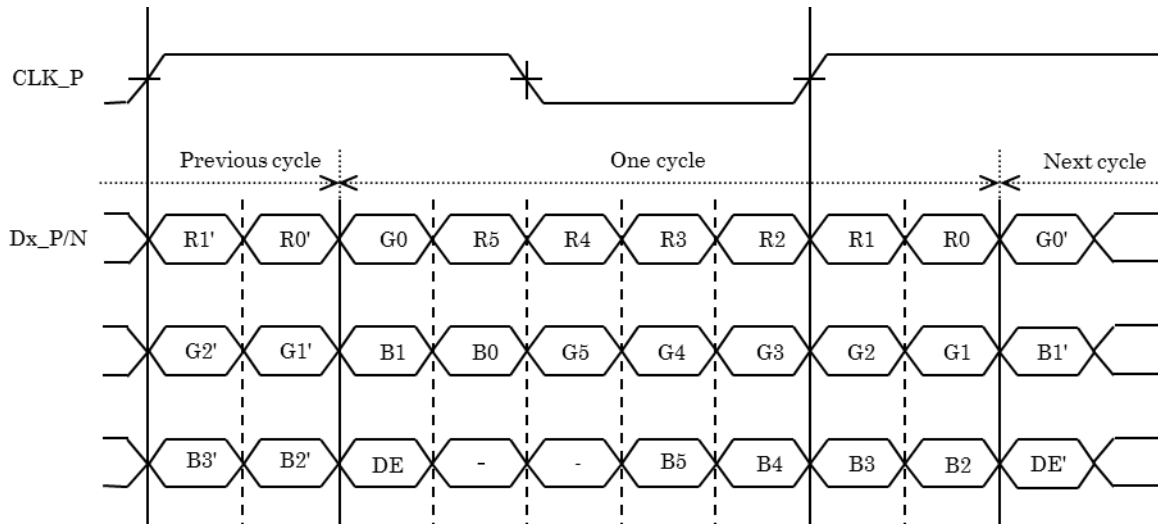 CLK_P
Previous cycle One cycle Next cycle
Dx_P/N R1' R0' G0 R5 R4 R3 R2 R1 R0 G0'
G2' G1' B1 B0 G5 G4 G3 G2 G1 B1'
B3' B2' DE - - B5 B4 B3 B2 DE'